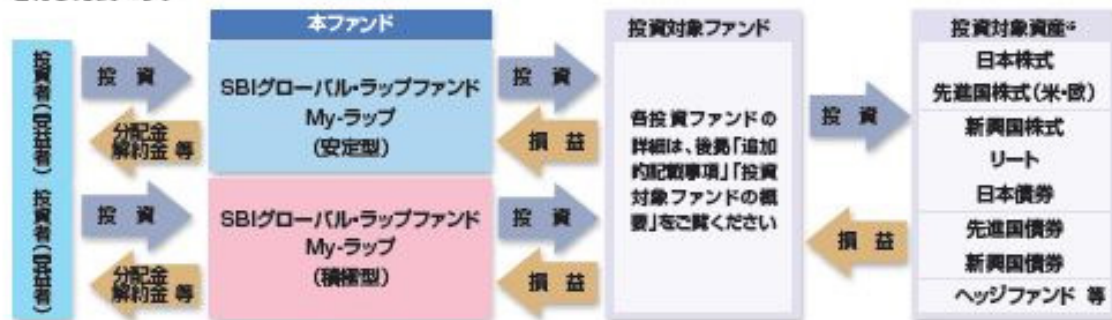 本ファンド
投資対象ファンド
投資対象資産※
投資者(受益者)
投 資
分配金
解約金 等
SBIグローバル・ラップファンド
My-ラップ
(安定型)
投 資
損 益
投資者(受益者)
投 資
分配金
解約金 等
SBIグローバル・ラップファンド
My-ラップ
(積極型)
投 資
損 益
各投資ファンドの
詳細は、後掲「追加
的記載事項」「投資
対象ファンドの概
要」をご覧ください
投 資
損 益
日本株式
先進国株式(米・欧)
新興国株式
リート
日本債券
先進国債券
新興国債券
ヘッジファンド 等